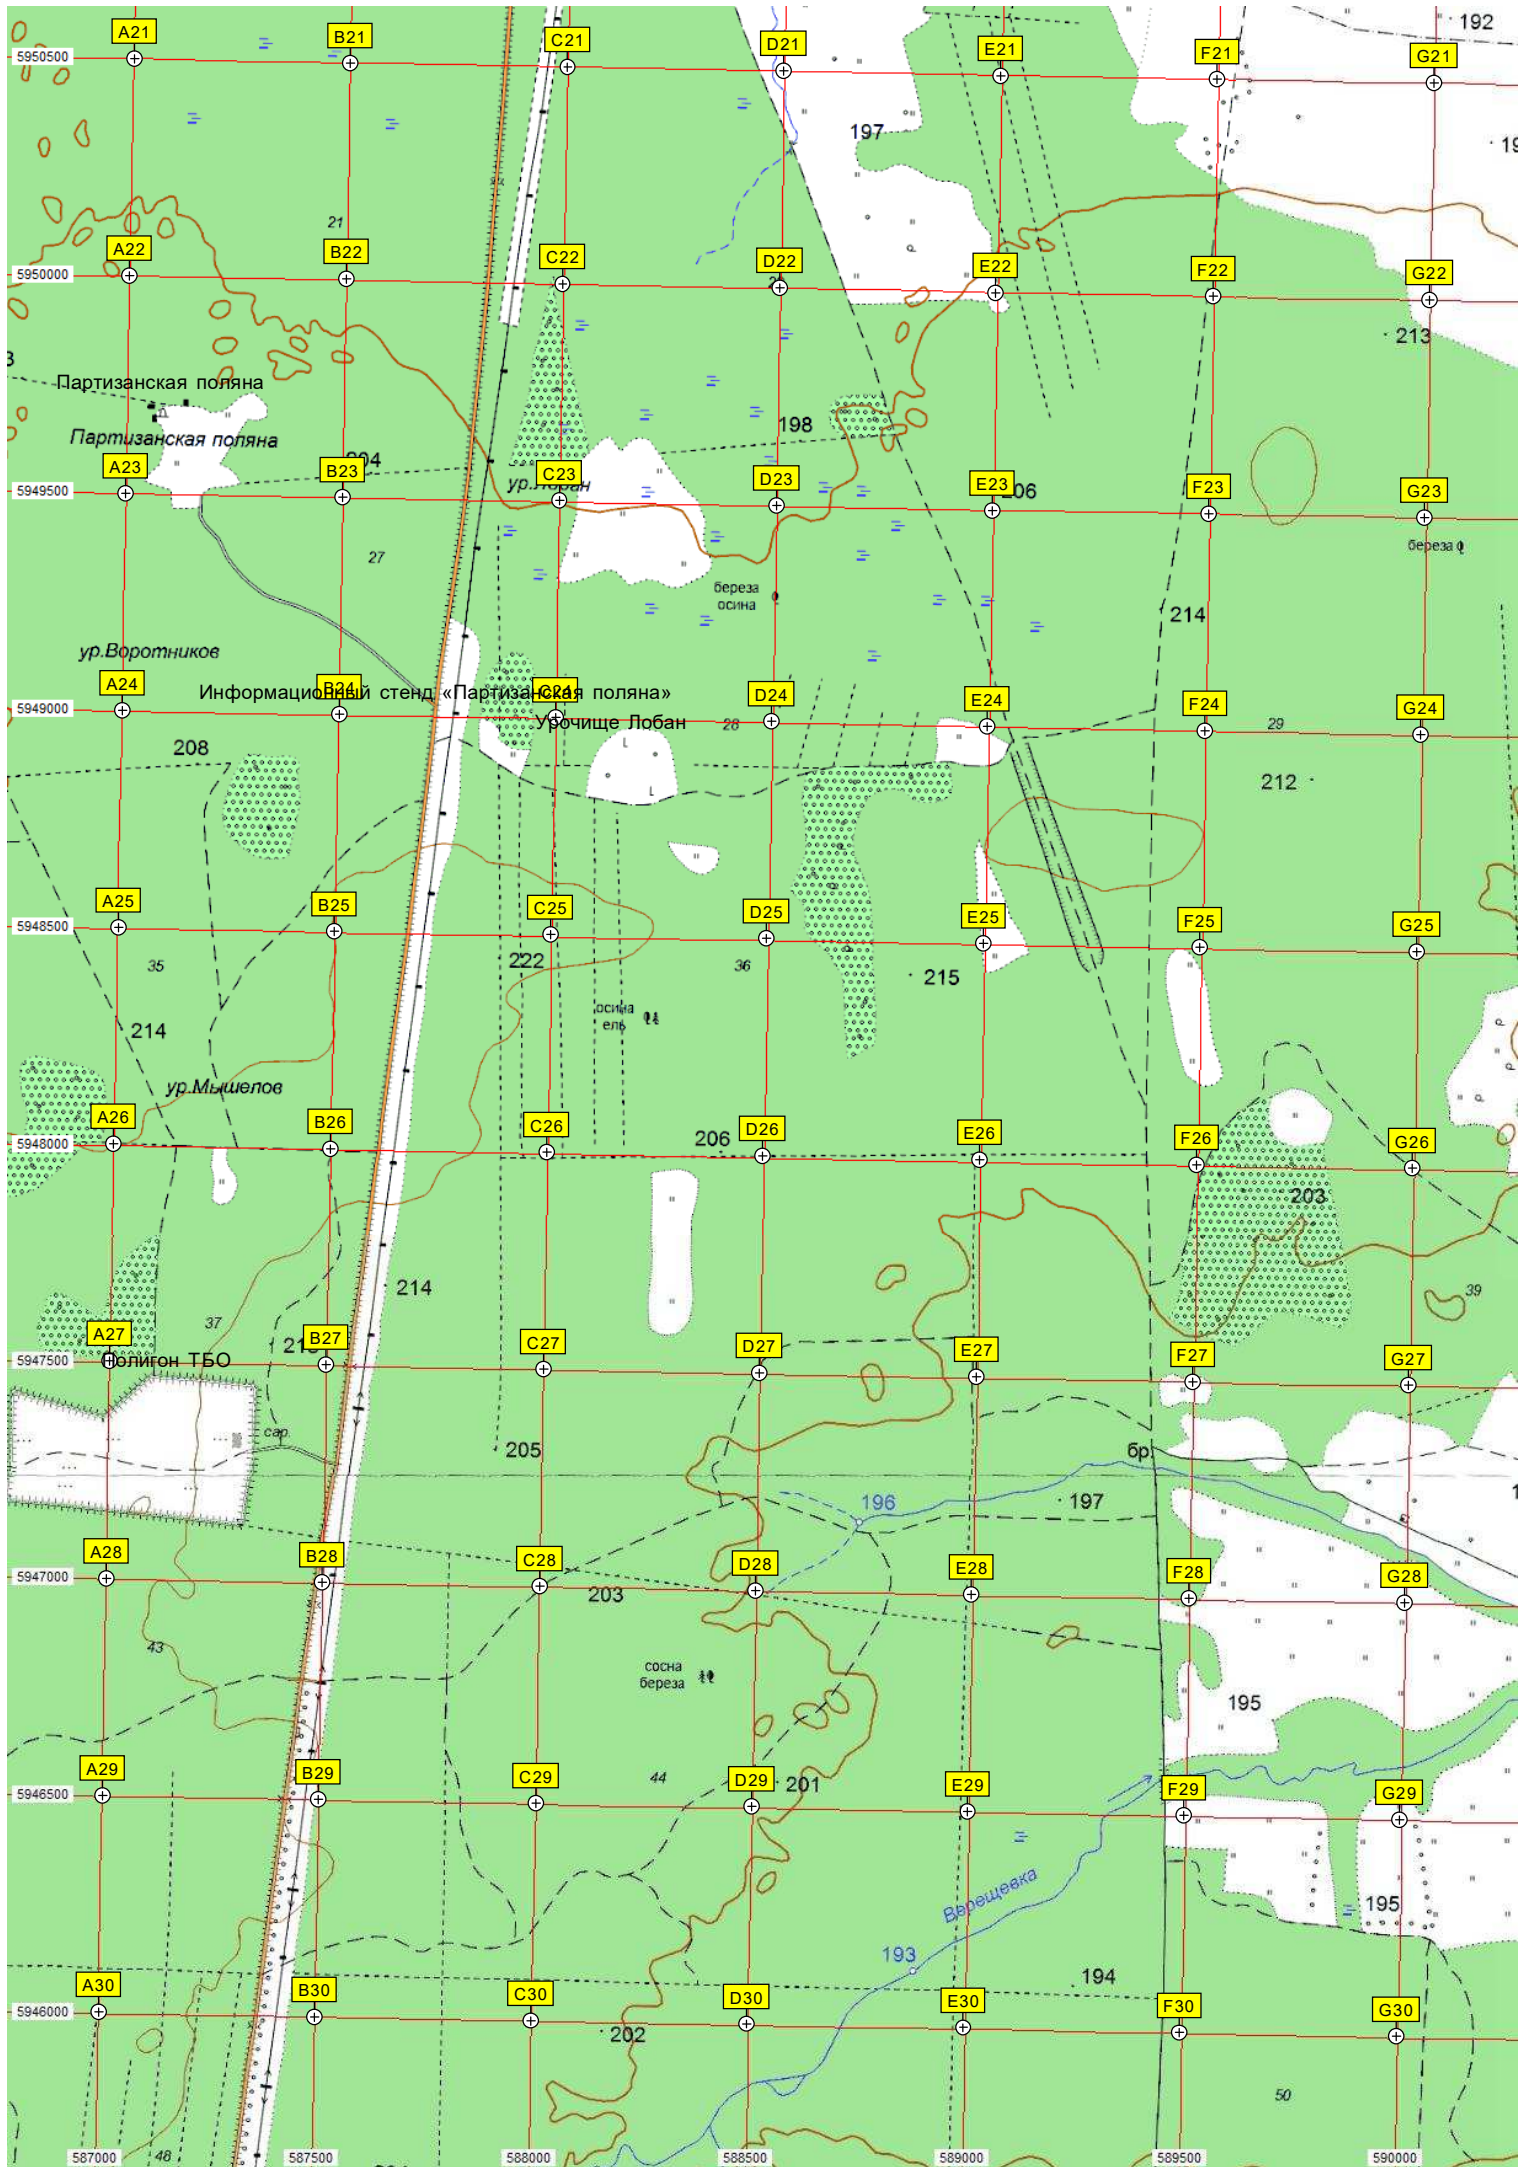 192
A21
B21
C21
D21
E21
F21
G21
5950500
197
19
21
A22
B22
C22
D22
E22
F22
G22
5950000
213
Партизанская поляна
198
Партизанская поляна
204
A23
B23
C23
D23
E23
F23
G23
ур.Лобан
206
5949500
27
береза
береза
осина
214
ур.Воротников
A24
B24
C24
D24
E24
F24
G24
Информационный стенд «Партизанская поляна»
5949000
Урочище Лобан
28
29
208
212
A25
B25
C25
D25
E25
F25
G25
5948500
35
222
36
215
осина
ель
214
ур.Мышелов
A26
B26
C26
D26
E26
F26
G26
206
5948000
203
214
37
39
A27
B27
C27
D27
E27
F27
G27
5947500
Полигон ТБО
сар.
205
бр.
196
197
A28
B28
C28
D28
E28
F28
G28
5947000
203
43
сосна
береза
195
A29
B29
C29
D29
E29
F29
G29
44
201
5946500
Верещевка
195
193
194
A30
B30
C30
D30
E30
F30
G30
5946000
202
50
48
587000
587500
588000
588500
589000
589500
590000